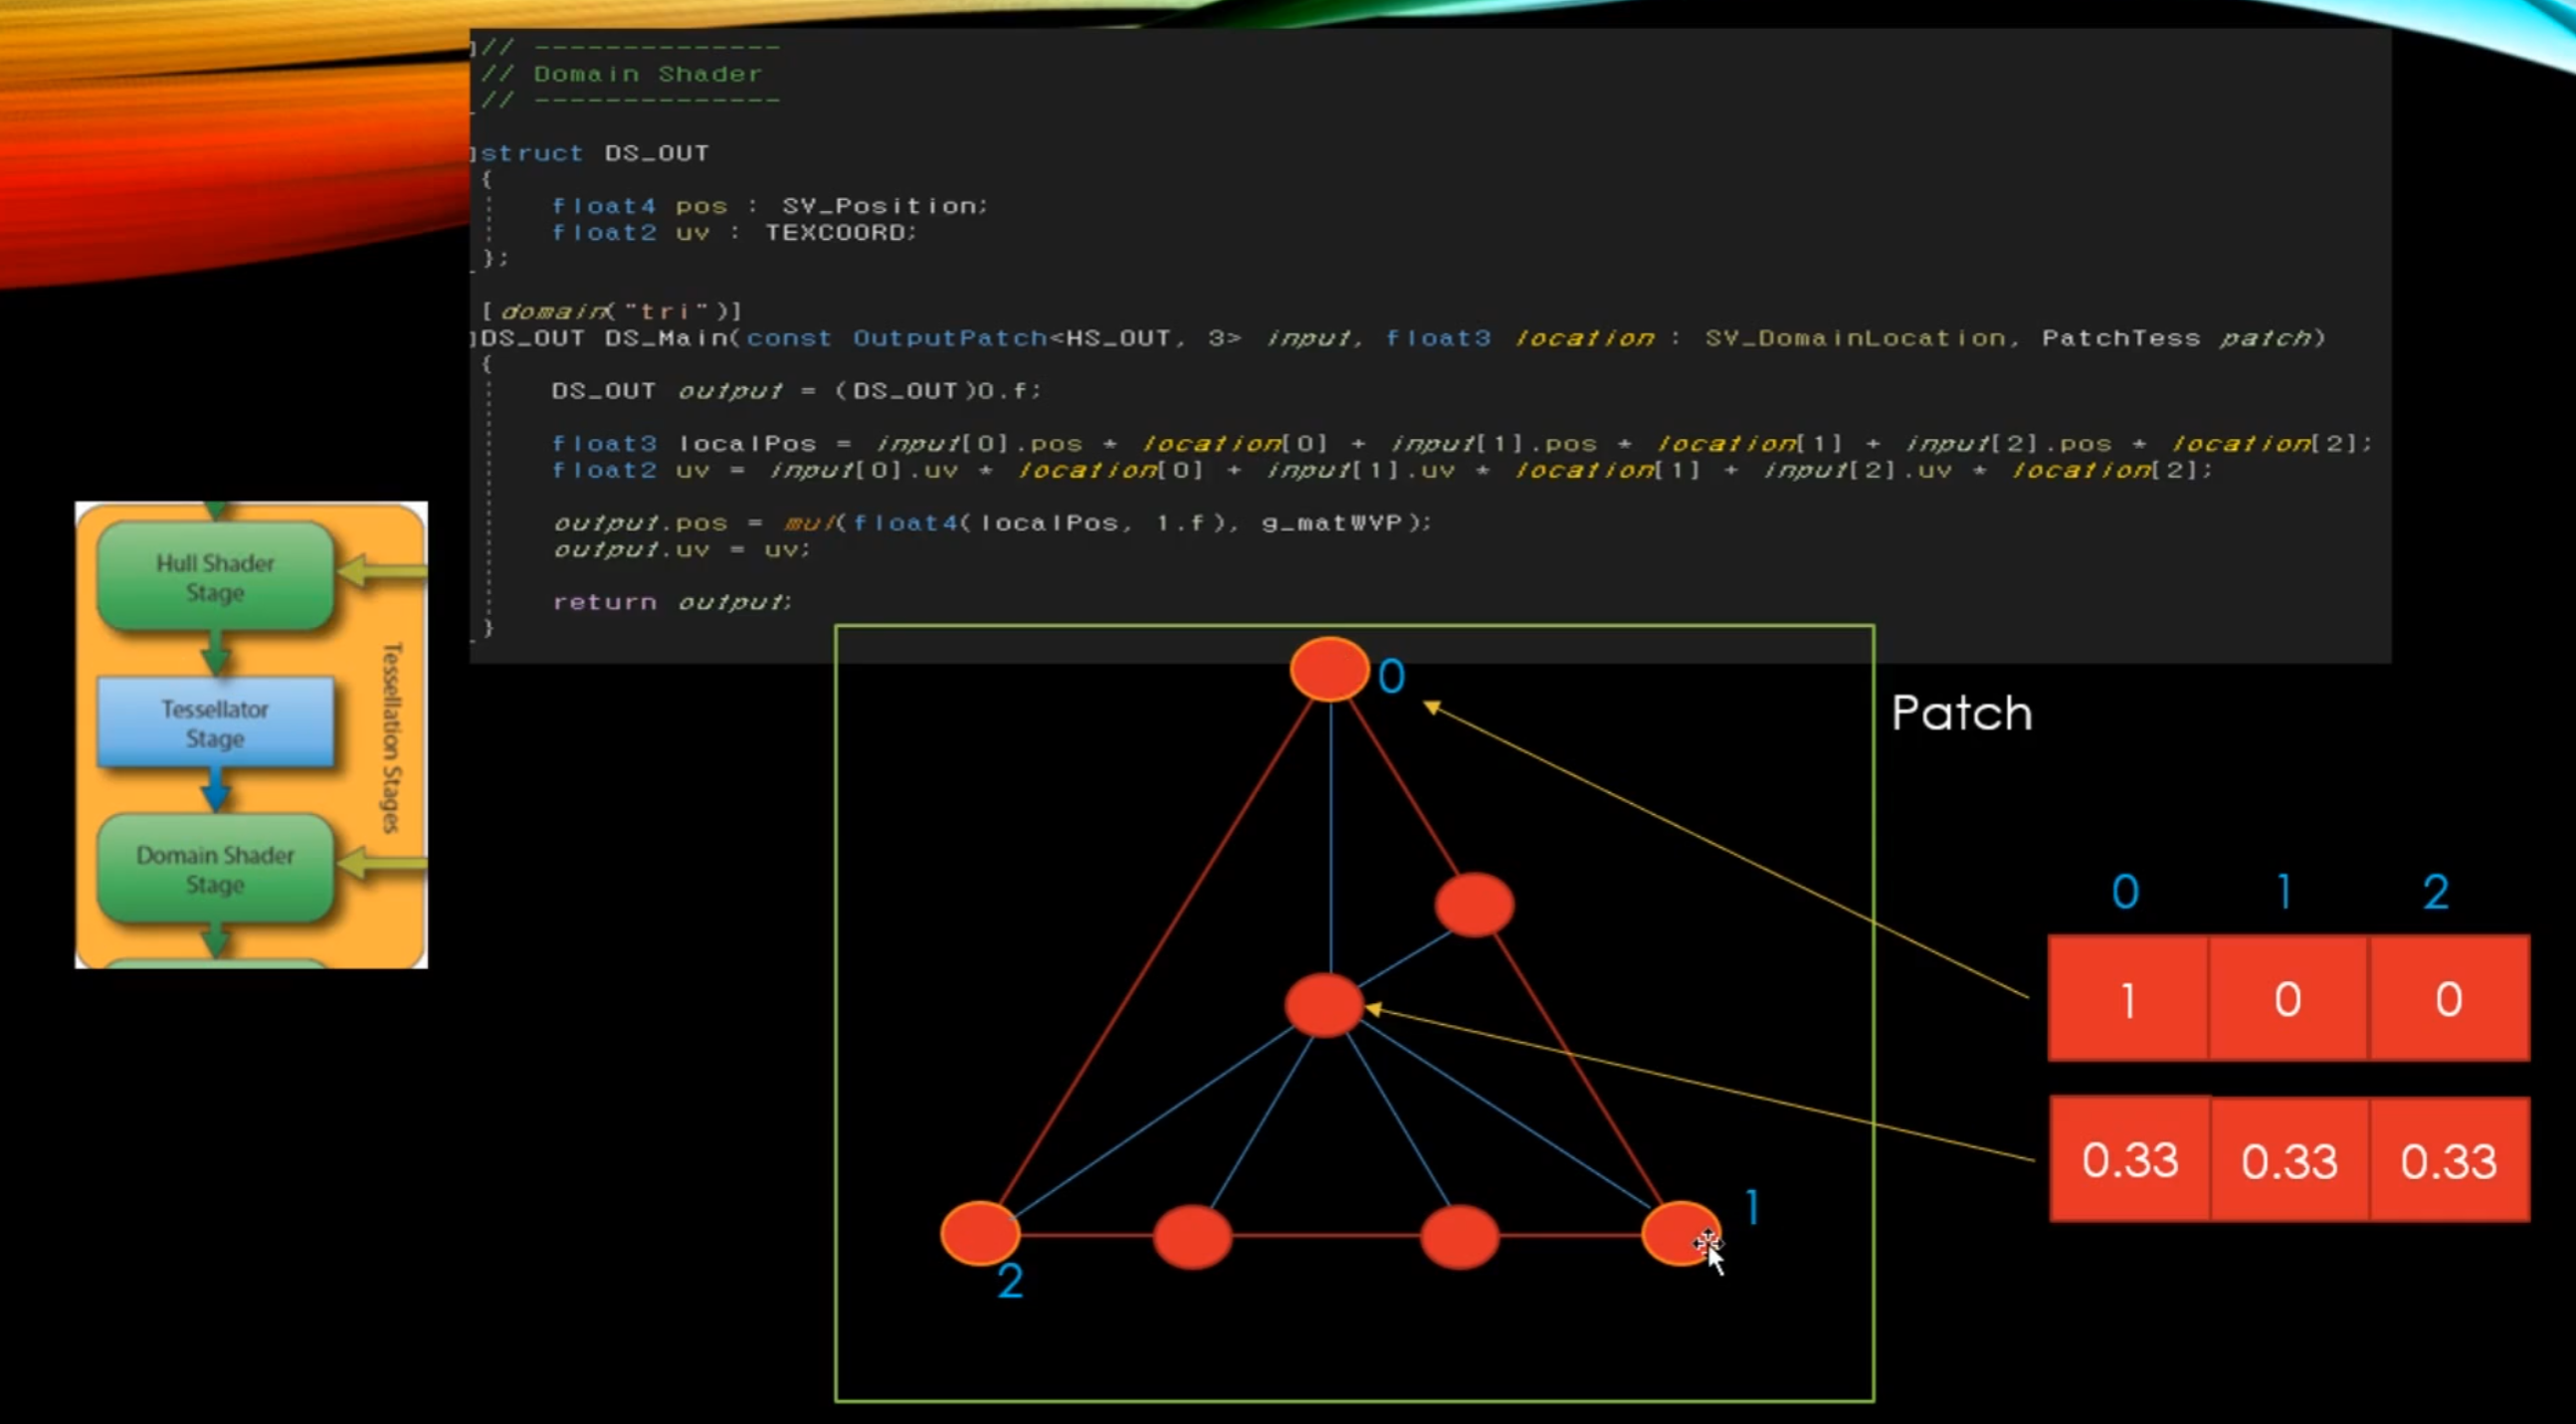 // --------------
// Domain Shader
// --------------
struct DS_OUT
{
float4 pos : SV_Position;
float2 uv : TEXCOORD;
};
[domain("tri")]
DS_OUT DS_Main(const OutputPatch<HS_OUT, 3> input, float3 location : SV_DomainLocation, PatchTess patch)
{
DS_OUT output = (DS_OUT)0.f;
float3 localPos = input[0].pos * location[0] + input[1].pos * location[1] + input[2].pos * location[2];
float2 uv = input[0].uv * location[0] + input[1].uv * location[1] + input[2].uv * location[2];
output.pos = mul(float4(localPos, 1.f), g_matWVP);
output.uv = uv;
return output;
}
Hull Shader
Stage
Tessellator
Stage
Domain Shader
Stage
Tessellation Stages
0
1
2
Patch
0 1 2
1 0 0
0.33 0.33 0.33